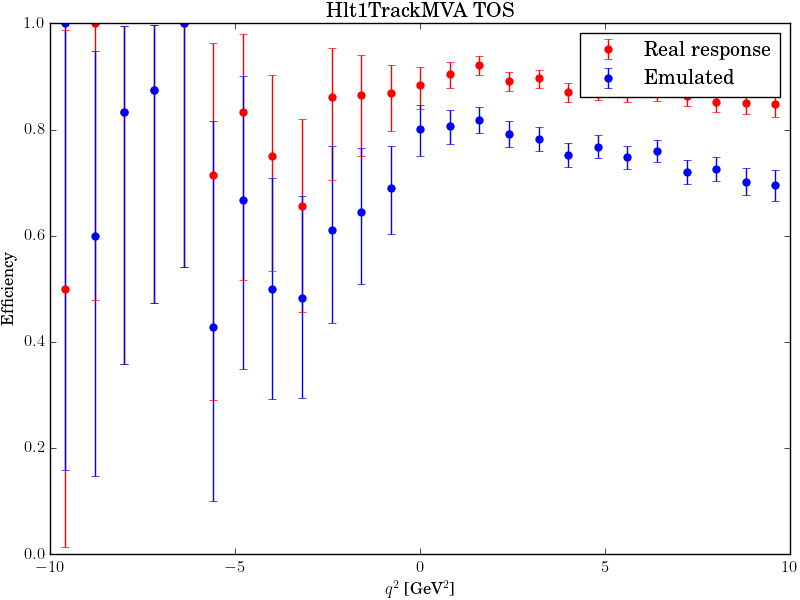 Hlt1TrackMVA TOS
Real response
Emulated
Efficiency
1.0
0.8
0.6
0.4
0.2
0.0
−10
−5
0
5
10
q² [GeV²]